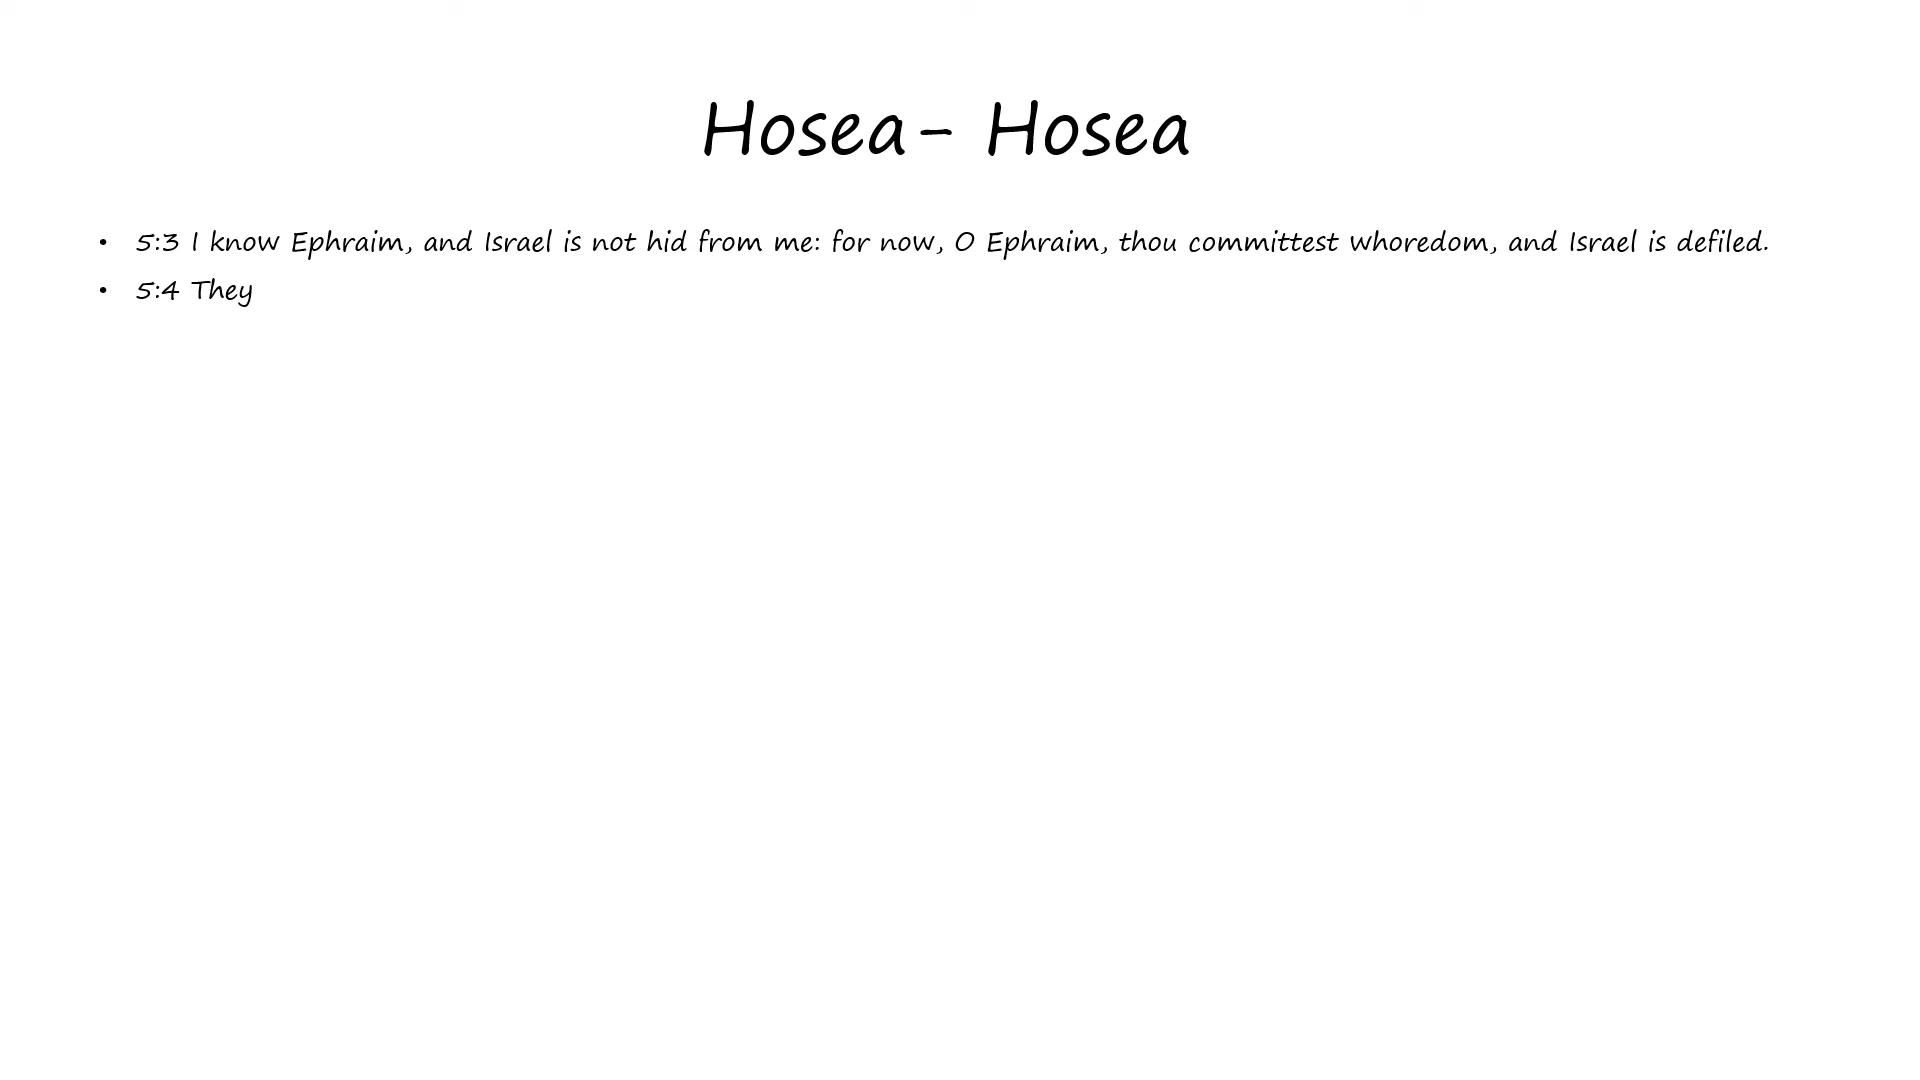 Hosea- Hosea
• 5:3 I know Ephraim, and Israel is not hid from me: for now, O Ephraim, thou committest whoredom, and Israel is defiled.
• 5:4 They